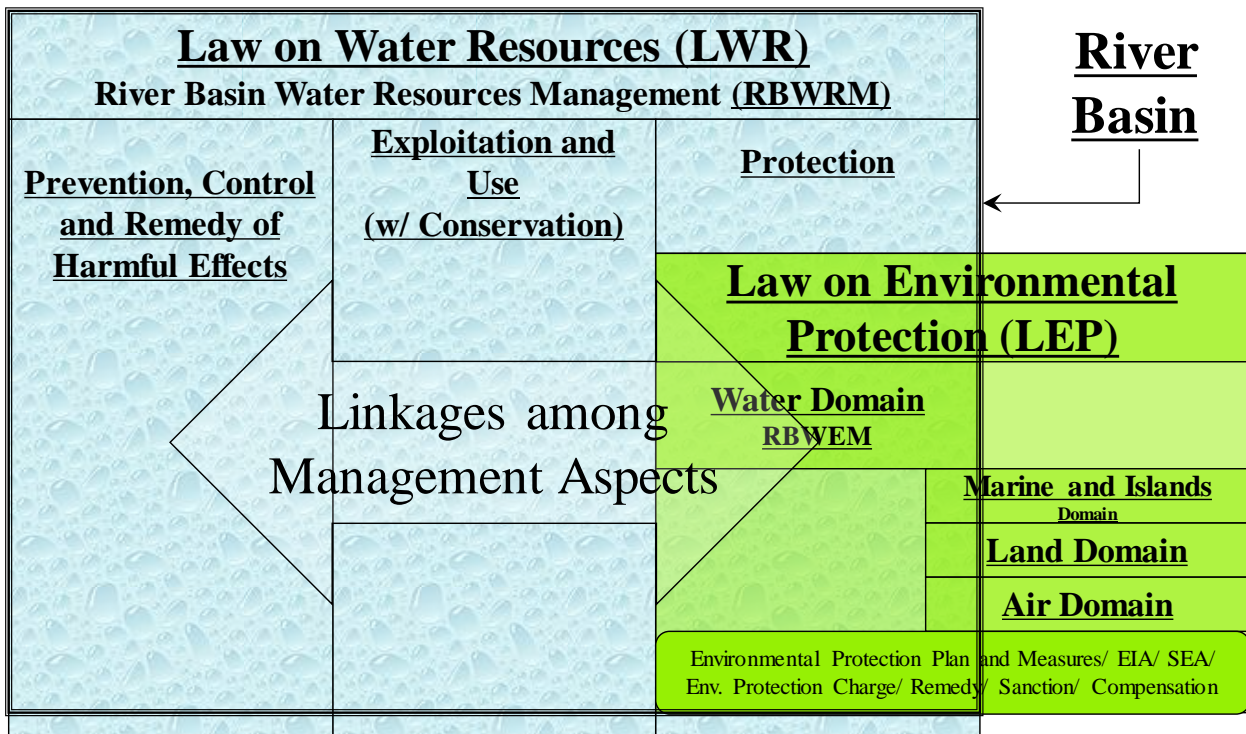 Law on Water Resources (LWR)
River Basin Water Resources Management (RBWRM)
River
Basin
Prevention, Control
and Remedy of
Harmful Effects
Exploitation and
Use
(w/ Conservation)
Protection
Law on Environmental
Protection (LEP)
Linkages among
Management Aspects
Water Domain
RBWEM
Marine and Islands
Domain
Land Domain
Air Domain
Environmental Protection Plan and Measures/ EIA/ SEA/
Env. Protection Charge/ Remedy/ Sanction/ Compensation